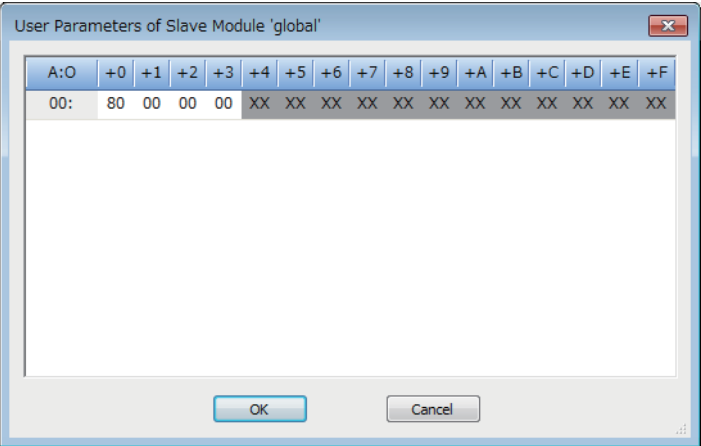 User Parameters of Slave Module 'global'
A:O +0 +1 +2 +3 +4 +5 +6 +7 +8 +9 +A +B +C +D +E +F
00: 80 00 00 00 XX XX XX XX XX XX XX XX XX XX XX XX
OK Cancel